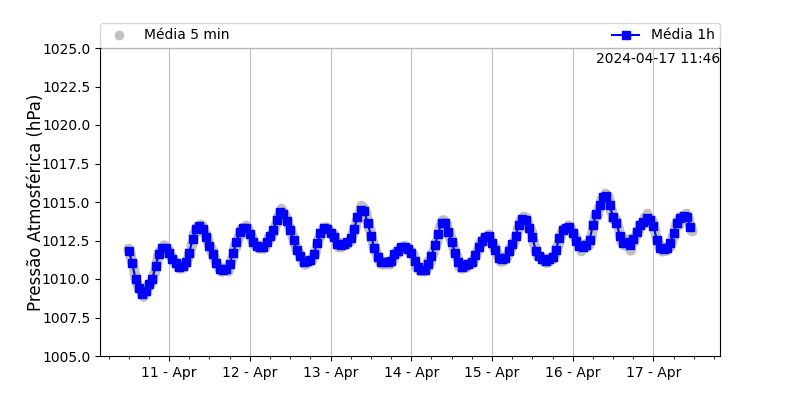 Média 5 min
Média 1h
2024-04-17 11:46
Pressão Atmosférica (hPa)
1025.0
1022.5
1020.0
1017.5
1015.0
1012.5
1010.0
1007.5
1005.0
11 - Apr
12 - Apr
13 - Apr
14 - Apr
15 - Apr
16 - Apr
17 - Apr